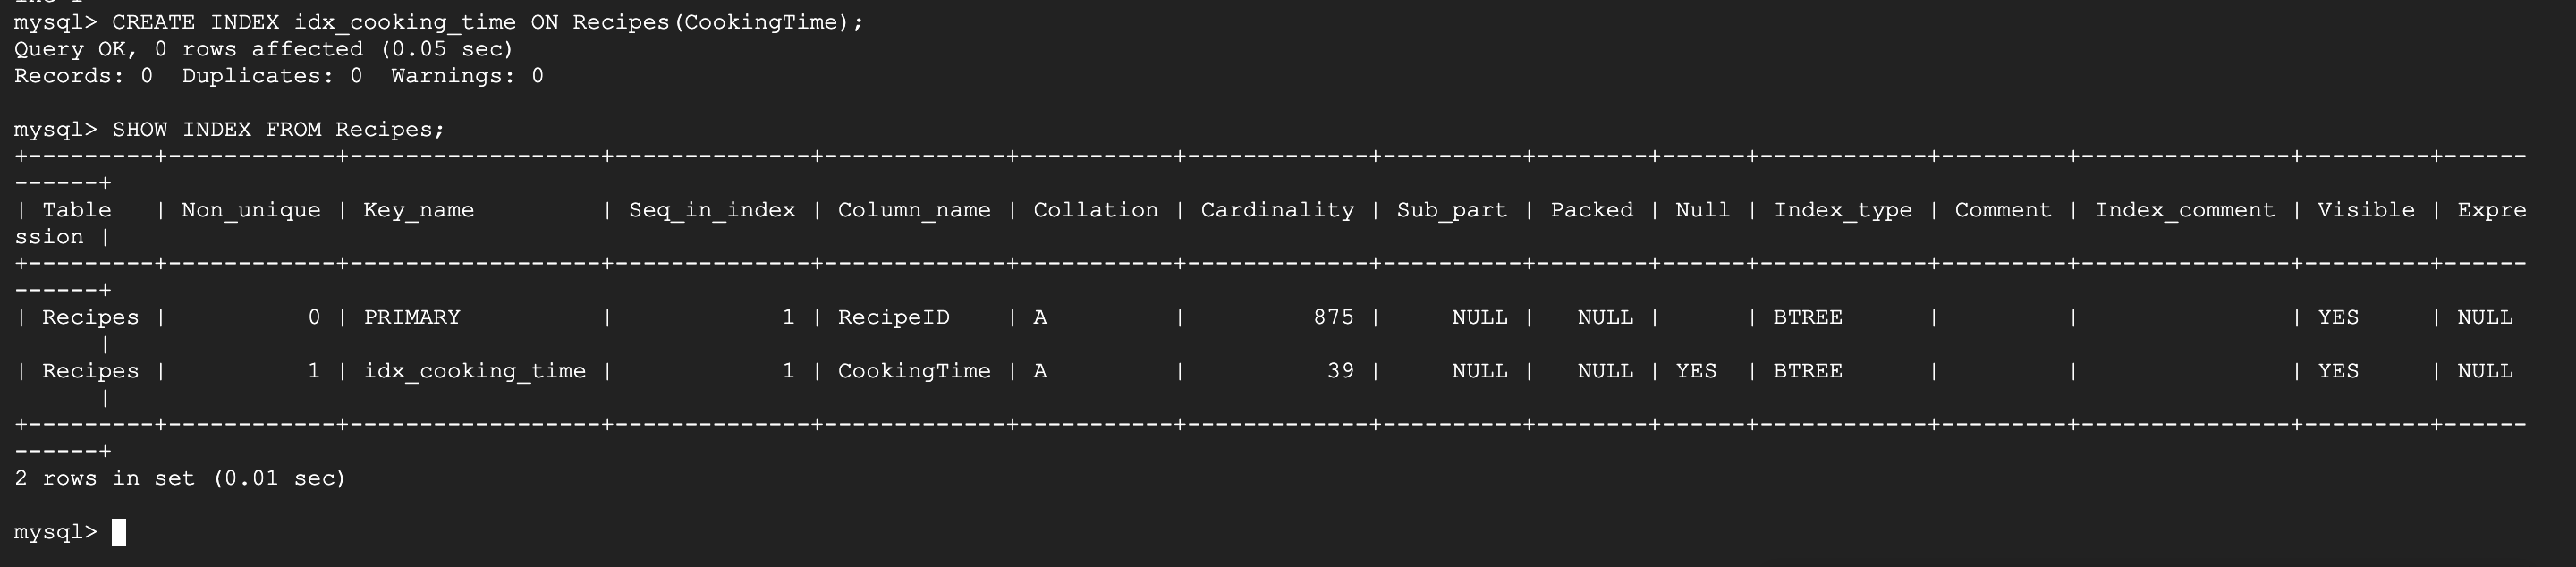 mysql> CREATE INDEX idx_cooking_time ON Recipes(CookingTime);
Query OK, 0 rows affected (0.05 sec)
Records: 0  Duplicates: 0  Warnings: 0
mysql> SHOW INDEX FROM Recipes;
+---------+------------+------------------+--------------+-------------+-----------+-------------+----------+--------+------+------------+---------+---------------+---------+------
------+
| Table   | Non_unique | Key_name         | Seq_in_index | Column_name | Collation | Cardinality | Sub_part | Packed | Null | Index_type | Comment | Index_comment | Visible | Expre
ssion |
+---------+------------+------------------+--------------+-------------+-----------+-------------+----------+--------+------+------------+---------+---------------+---------+------
------+
| Recipes |          0 | PRIMARY          |            1 | RecipeID    | A         |         875 |     NULL |   NULL |      | BTREE      |         |               | YES     | NULL
      |
| Recipes |          1 | idx_cooking_time |            1 | CookingTime | A         |          39 |     NULL |   NULL | YES  | BTREE      |         |               | YES     | NULL
      |
+---------+------------+------------------+--------------+-------------+-----------+-------------+----------+--------+------+------------+---------+---------------+---------+------
------+
2 rows in set (0.01 sec)
mysql>